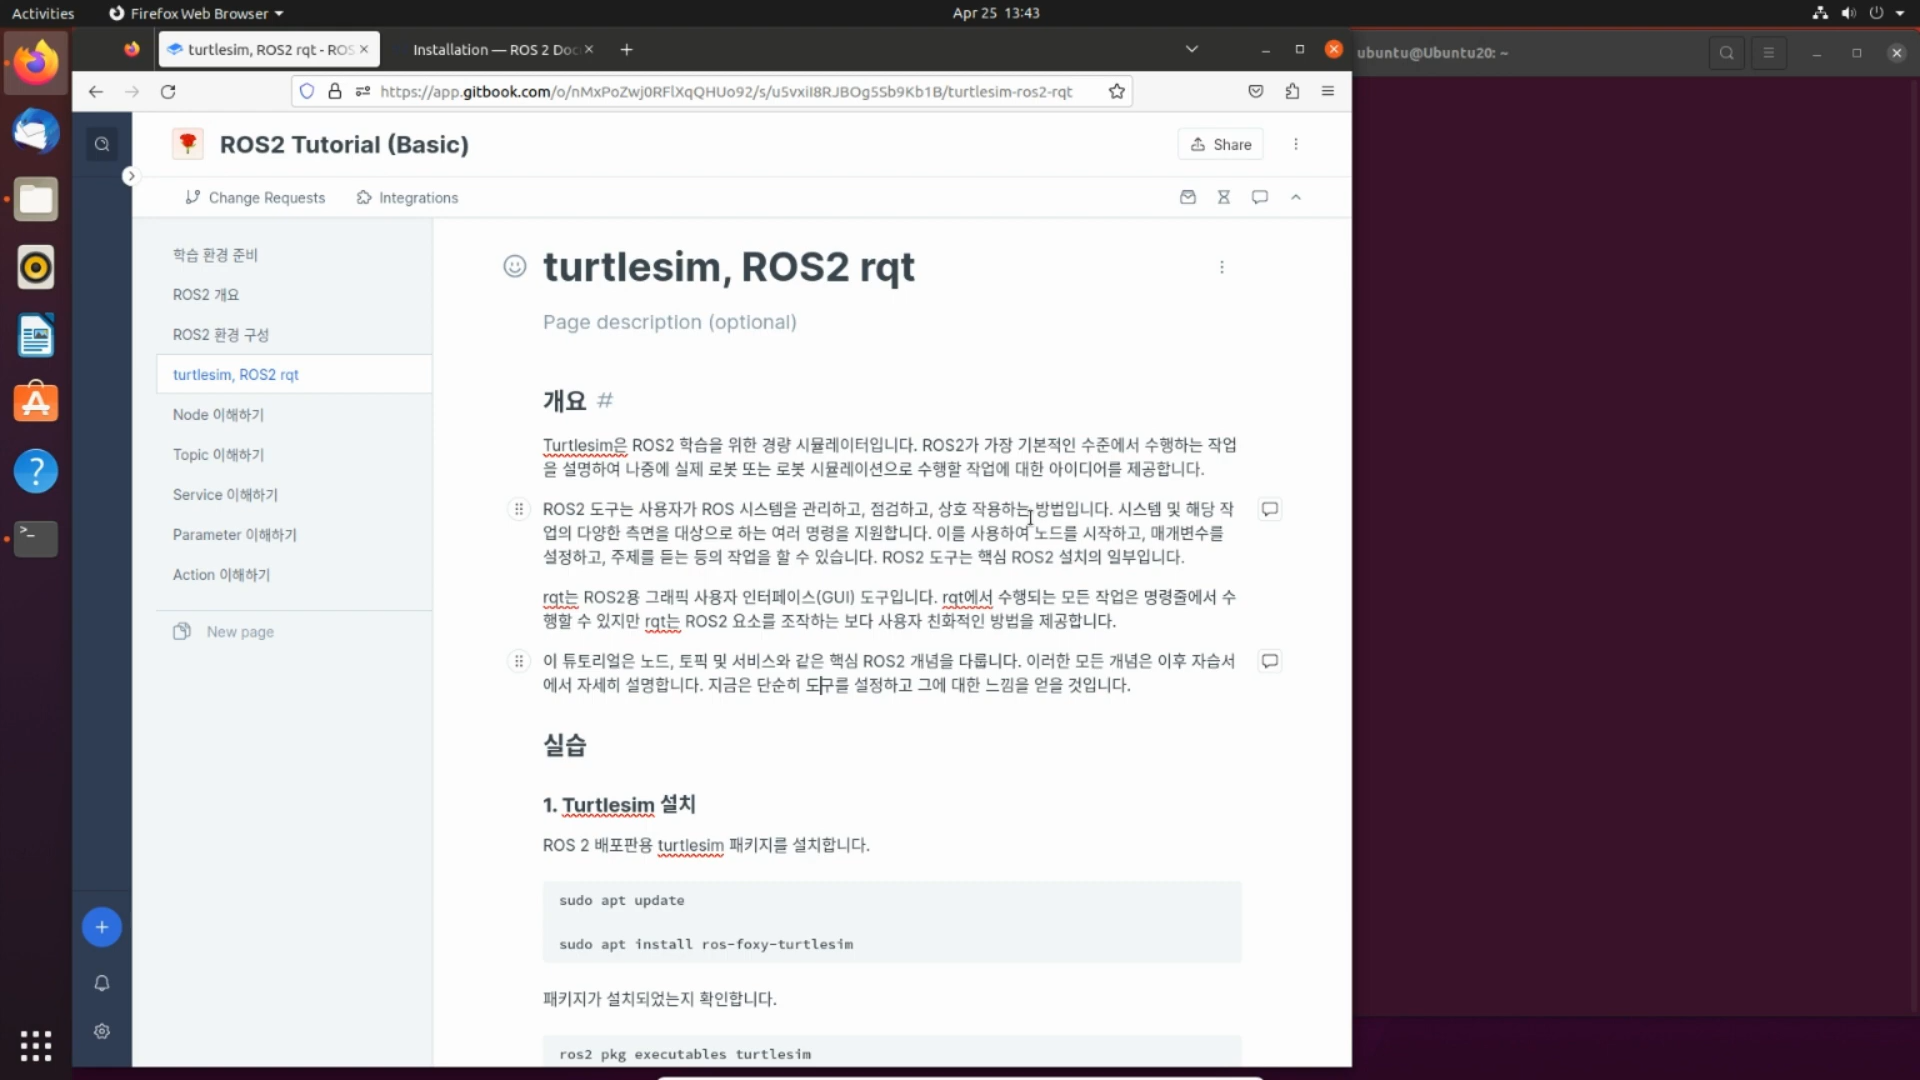 Activities
Firefox Web Browser
Apr 25 13:43
turtlesim, ROS2 rqt - ROS
Installation — ROS 2 Doc
ubuntu@Ubuntu20: ~
https://app.gitbook.com/o/nMxPoZwj0RFlXqQHUo92/s/u5vxiI8RJBOg5Sb9Kb1B/turtlesim-ros2-rqt
ROS2 Tutorial (Basic)
Share
Change Requests
Integrations
학습 환경 준비
ROS2 개요
ROS2 환경 구성
turtlesim, ROS2 rqt
Node 이해하기
Topic 이해하기
Service 이해하기
Parameter 이해하기
Action 이해하기
New page
turtlesim, ROS2 rqt
Page description (optional)
개요 #
Turtlesim은 ROS2 학습을 위한 경량 시뮬레이터입니다. ROS2가 가장 기본적인 수준에서 수행하는 작업
을 설명하여 나중에 실제 로봇 또는 로봇 시뮬레이션으로 수행할 작업에 대한 아이디어를 제공합니다.
ROS2 도구는 사용자가 ROS 시스템을 관리하고, 점검하고, 상호 작용하는 방법입니다. 시스템 및 해당 작
업의 다양한 측면을 대상으로 하는 여러 명령을 지원합니다. 이를 사용하여 노드를 시작하고, 매개변수를
설정하고, 주제를 듣는 등의 작업을 할 수 있습니다. ROS2 도구는 핵심 ROS2 설치의 일부입니다.
rqt는 ROS2용 그래픽 사용자 인터페이스(GUI) 도구입니다. rqt에서 수행되는 모든 작업은 명령줄에서 수
행할 수 있지만 rqt는 ROS2 요소를 조작하는 보다 사용자 친화적인 방법을 제공합니다.
이 튜토리얼은 노드, 토픽 및 서비스와 같은 핵심 ROS2 개념을 다룹니다. 이러한 모든 개념은 이후 자습서
에서 자세히 설명합니다. 지금은 단순히 도구를 설정하고 그에 대한 느낌을 얻을 것입니다.
실습
1. Turtlesim 설치
ROS 2 배포판용 turtlesim 패키지를 설치합니다.
sudo apt update
sudo apt install ros-foxy-turtlesim
패키지가 설치되었는지 확인합니다.
ros2 pkg executables turtlesim